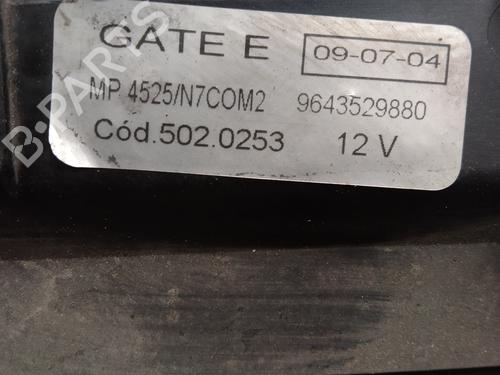 GATE E 09-07-04
MP 4525/N7COM2 9643529880
Cód.502.0253 12 V
B-PARTS